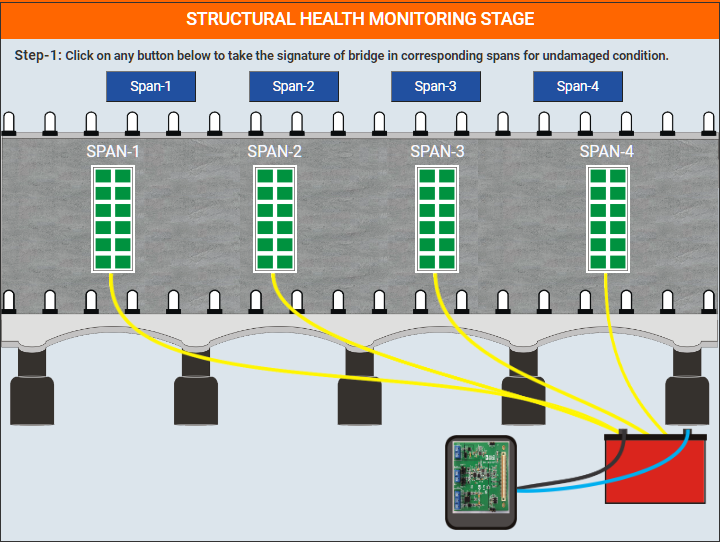 STRUCTURAL HEALTH MONITORING STAGE
Step-1: Click on any button below to take the signature of bridge in corresponding spans for undamaged condition.
Span-1 Span-2 Span-3 Span-4
SPAN-1 SPAN-2 SPAN-3 SPAN-4